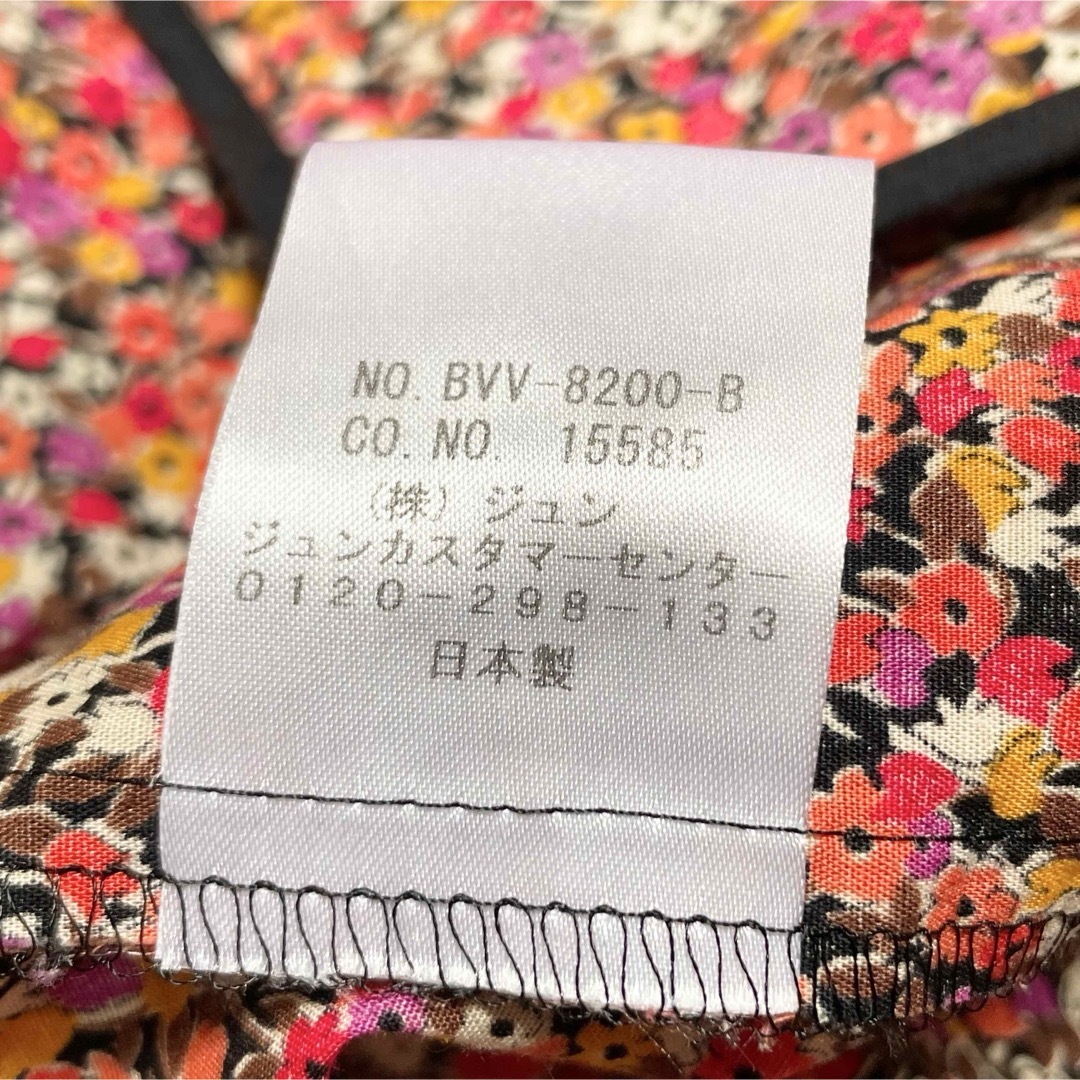 NO. BVV-8200-B
CO. NO. 15585
(株) ジュン
ジュンカスタマーセンター
0120-298-133
日本製